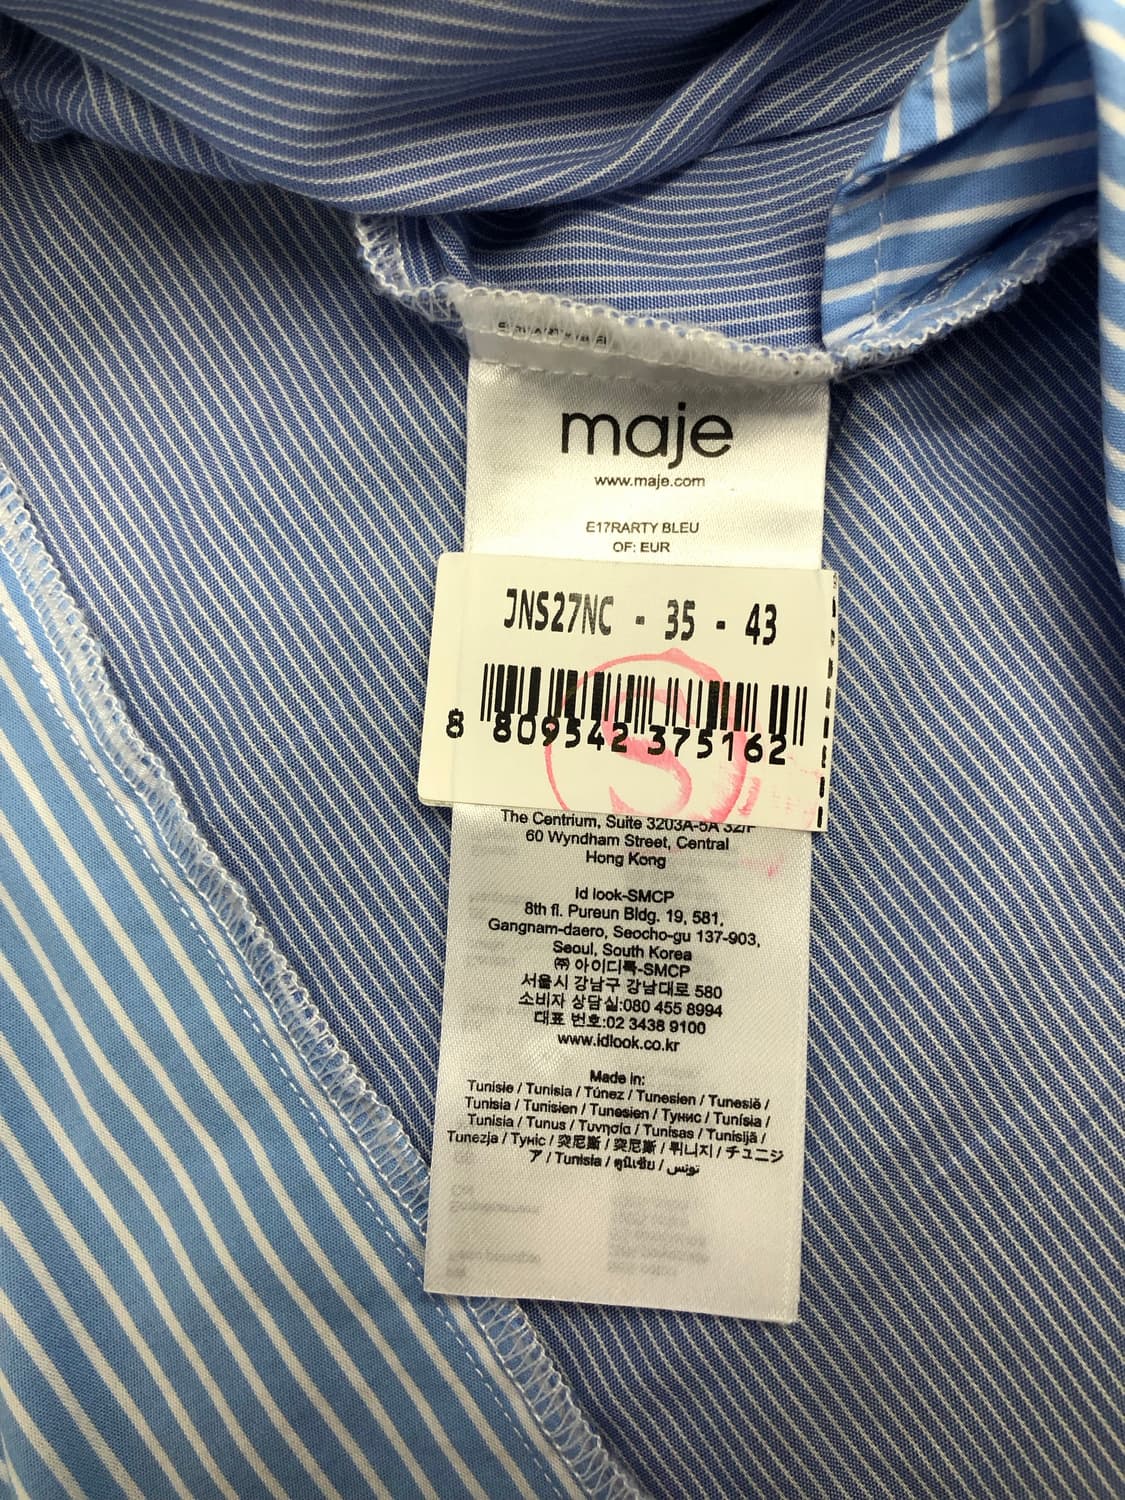 maje
www.maje.com
E17RARTY BLEU
OF: EUR
JNS27NC - 35 - 43
8 809542 375162
S
The Centrium, Suite 3203A-5A 32/F
60 Wyndham Street, Central
Hong Kong
Id look-SMCP
8th fl. Pureun Bldg. 19, 581,
Gangnam-daero, Seocho-gu 137-903,
Seoul, South Korea
㈜ 아이디룩-SMCP
서울시 강남구 강남대로 580
소비자 상담실:080 455 8994
대표 번호:02 3438 9100
www.idlook.co.kr
Made in:
Tunisie / Tunisia / Túnez / Tunesien / Tunesië /
Tunisia / Tunisien / Tunesien / Тунис / Tunísia /
Tunisia / Tunus / Τυνησία / Tunisas / Tunisijā /
Tunezja / Туніс / 突尼斯 / 突尼斯 / 튀니지 / チュニジ
ア / Tunisia / ตูนิเซีย / تونس